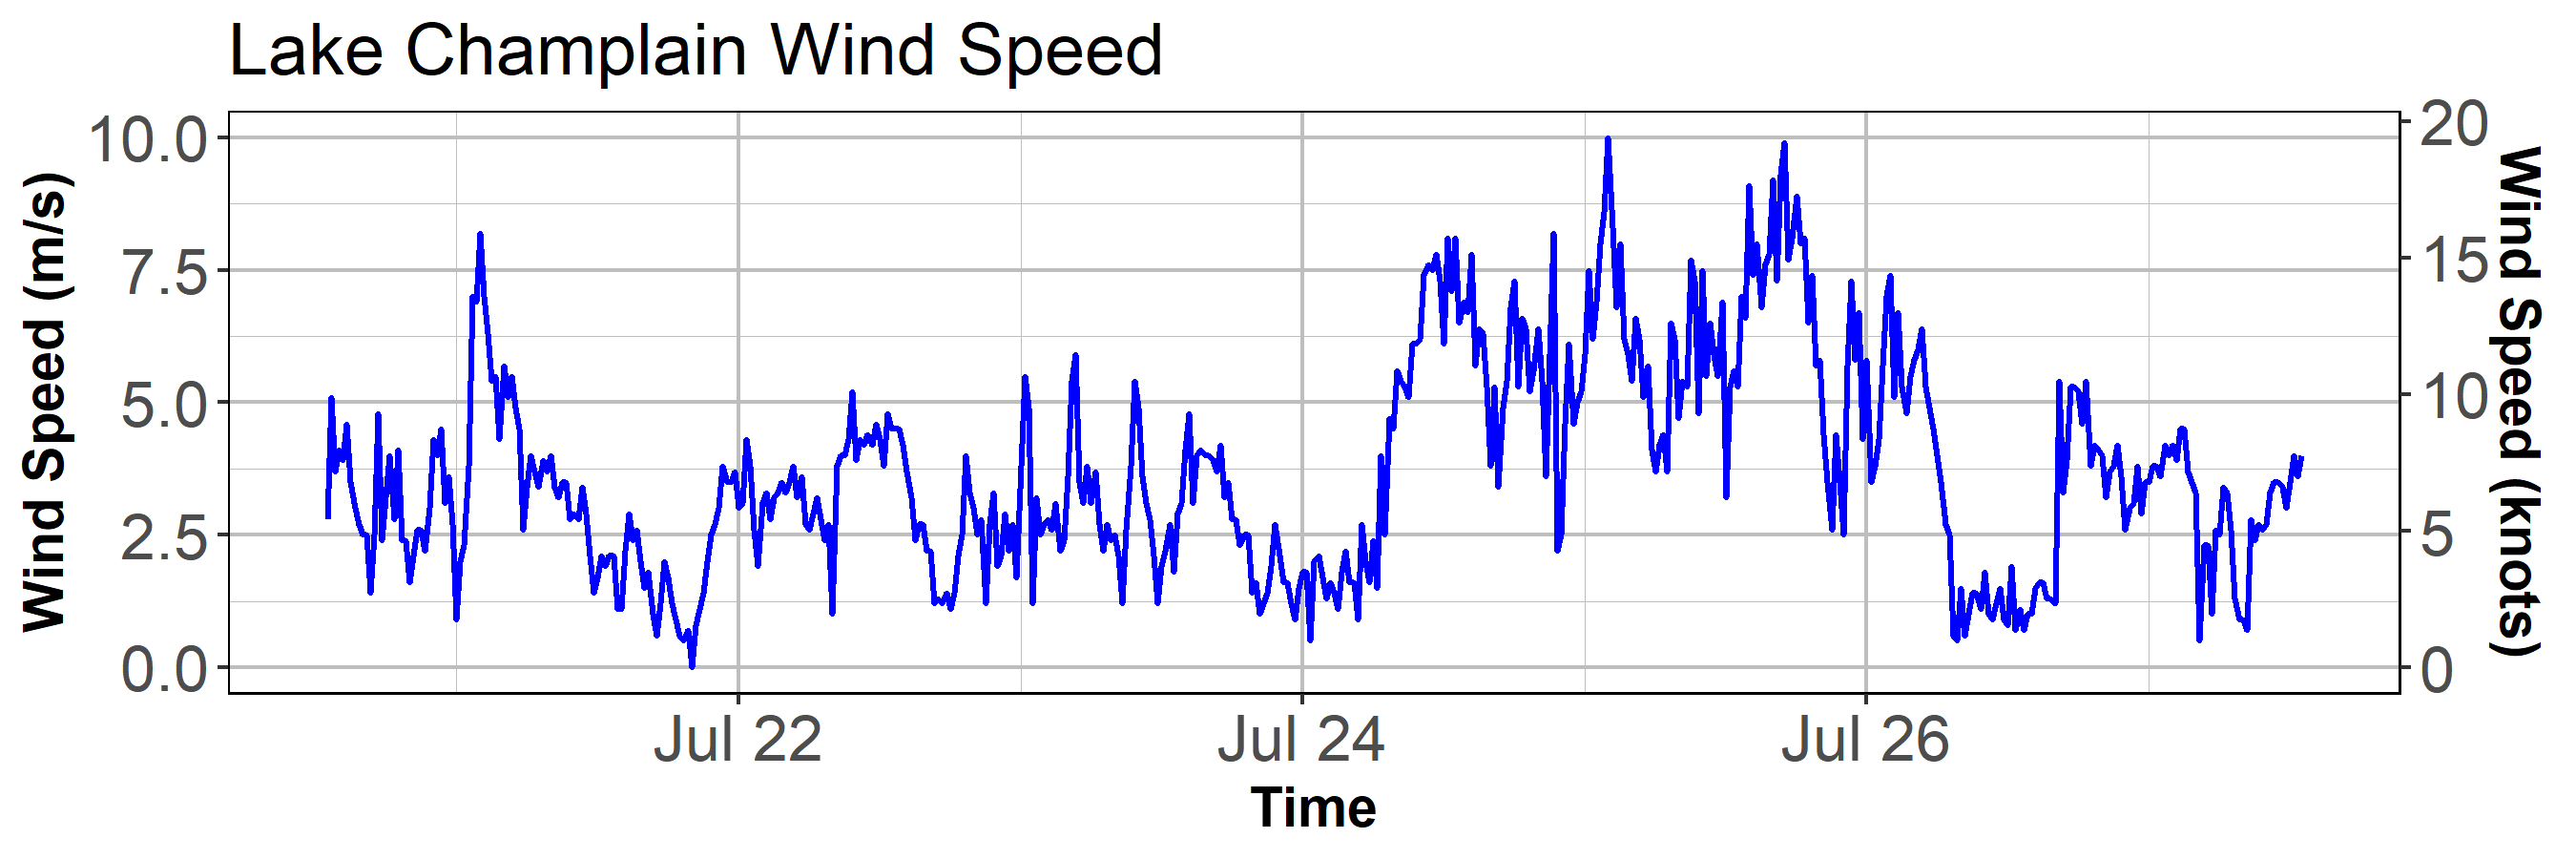 Lake Champlain Wind Speed
Wind Speed (m/s)
10.0
7.5
5.0
2.5
0.0
20
15
10
5
0
Wind Speed (knots)
Jul 22
Jul 24
Jul 26
Time